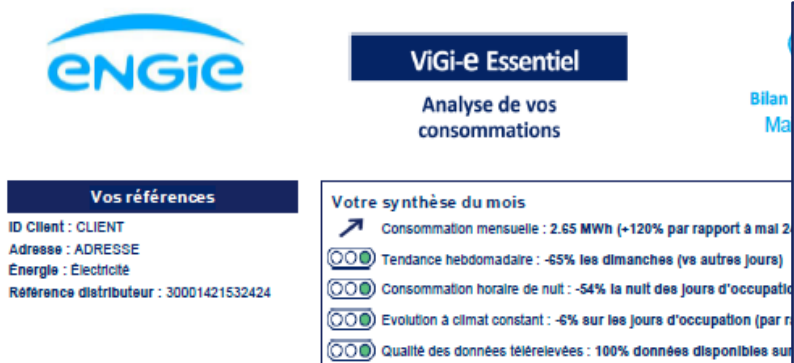 ENGIE
ViGi-e Essentiel
Analyse de vos
consommations
Bilan
Vos références
ID Client : CLIENT
Adresse : ADRESSE
Énergie : Électricité
Référence distributeur : 30001421532424
Votre synthèse du mois
Consommation mensuelle : 2.65 MWh (+120% par rapport à mai
Tendance hebdomadaire : -65% les dimanches (vs autres jours)
Consommation horaire de nuit : -54% la nuit des jours
Evolution à climat constant : -6% sur les jours d'occupation (par
Qualité des données télérelevées : 100% données disponibles sur